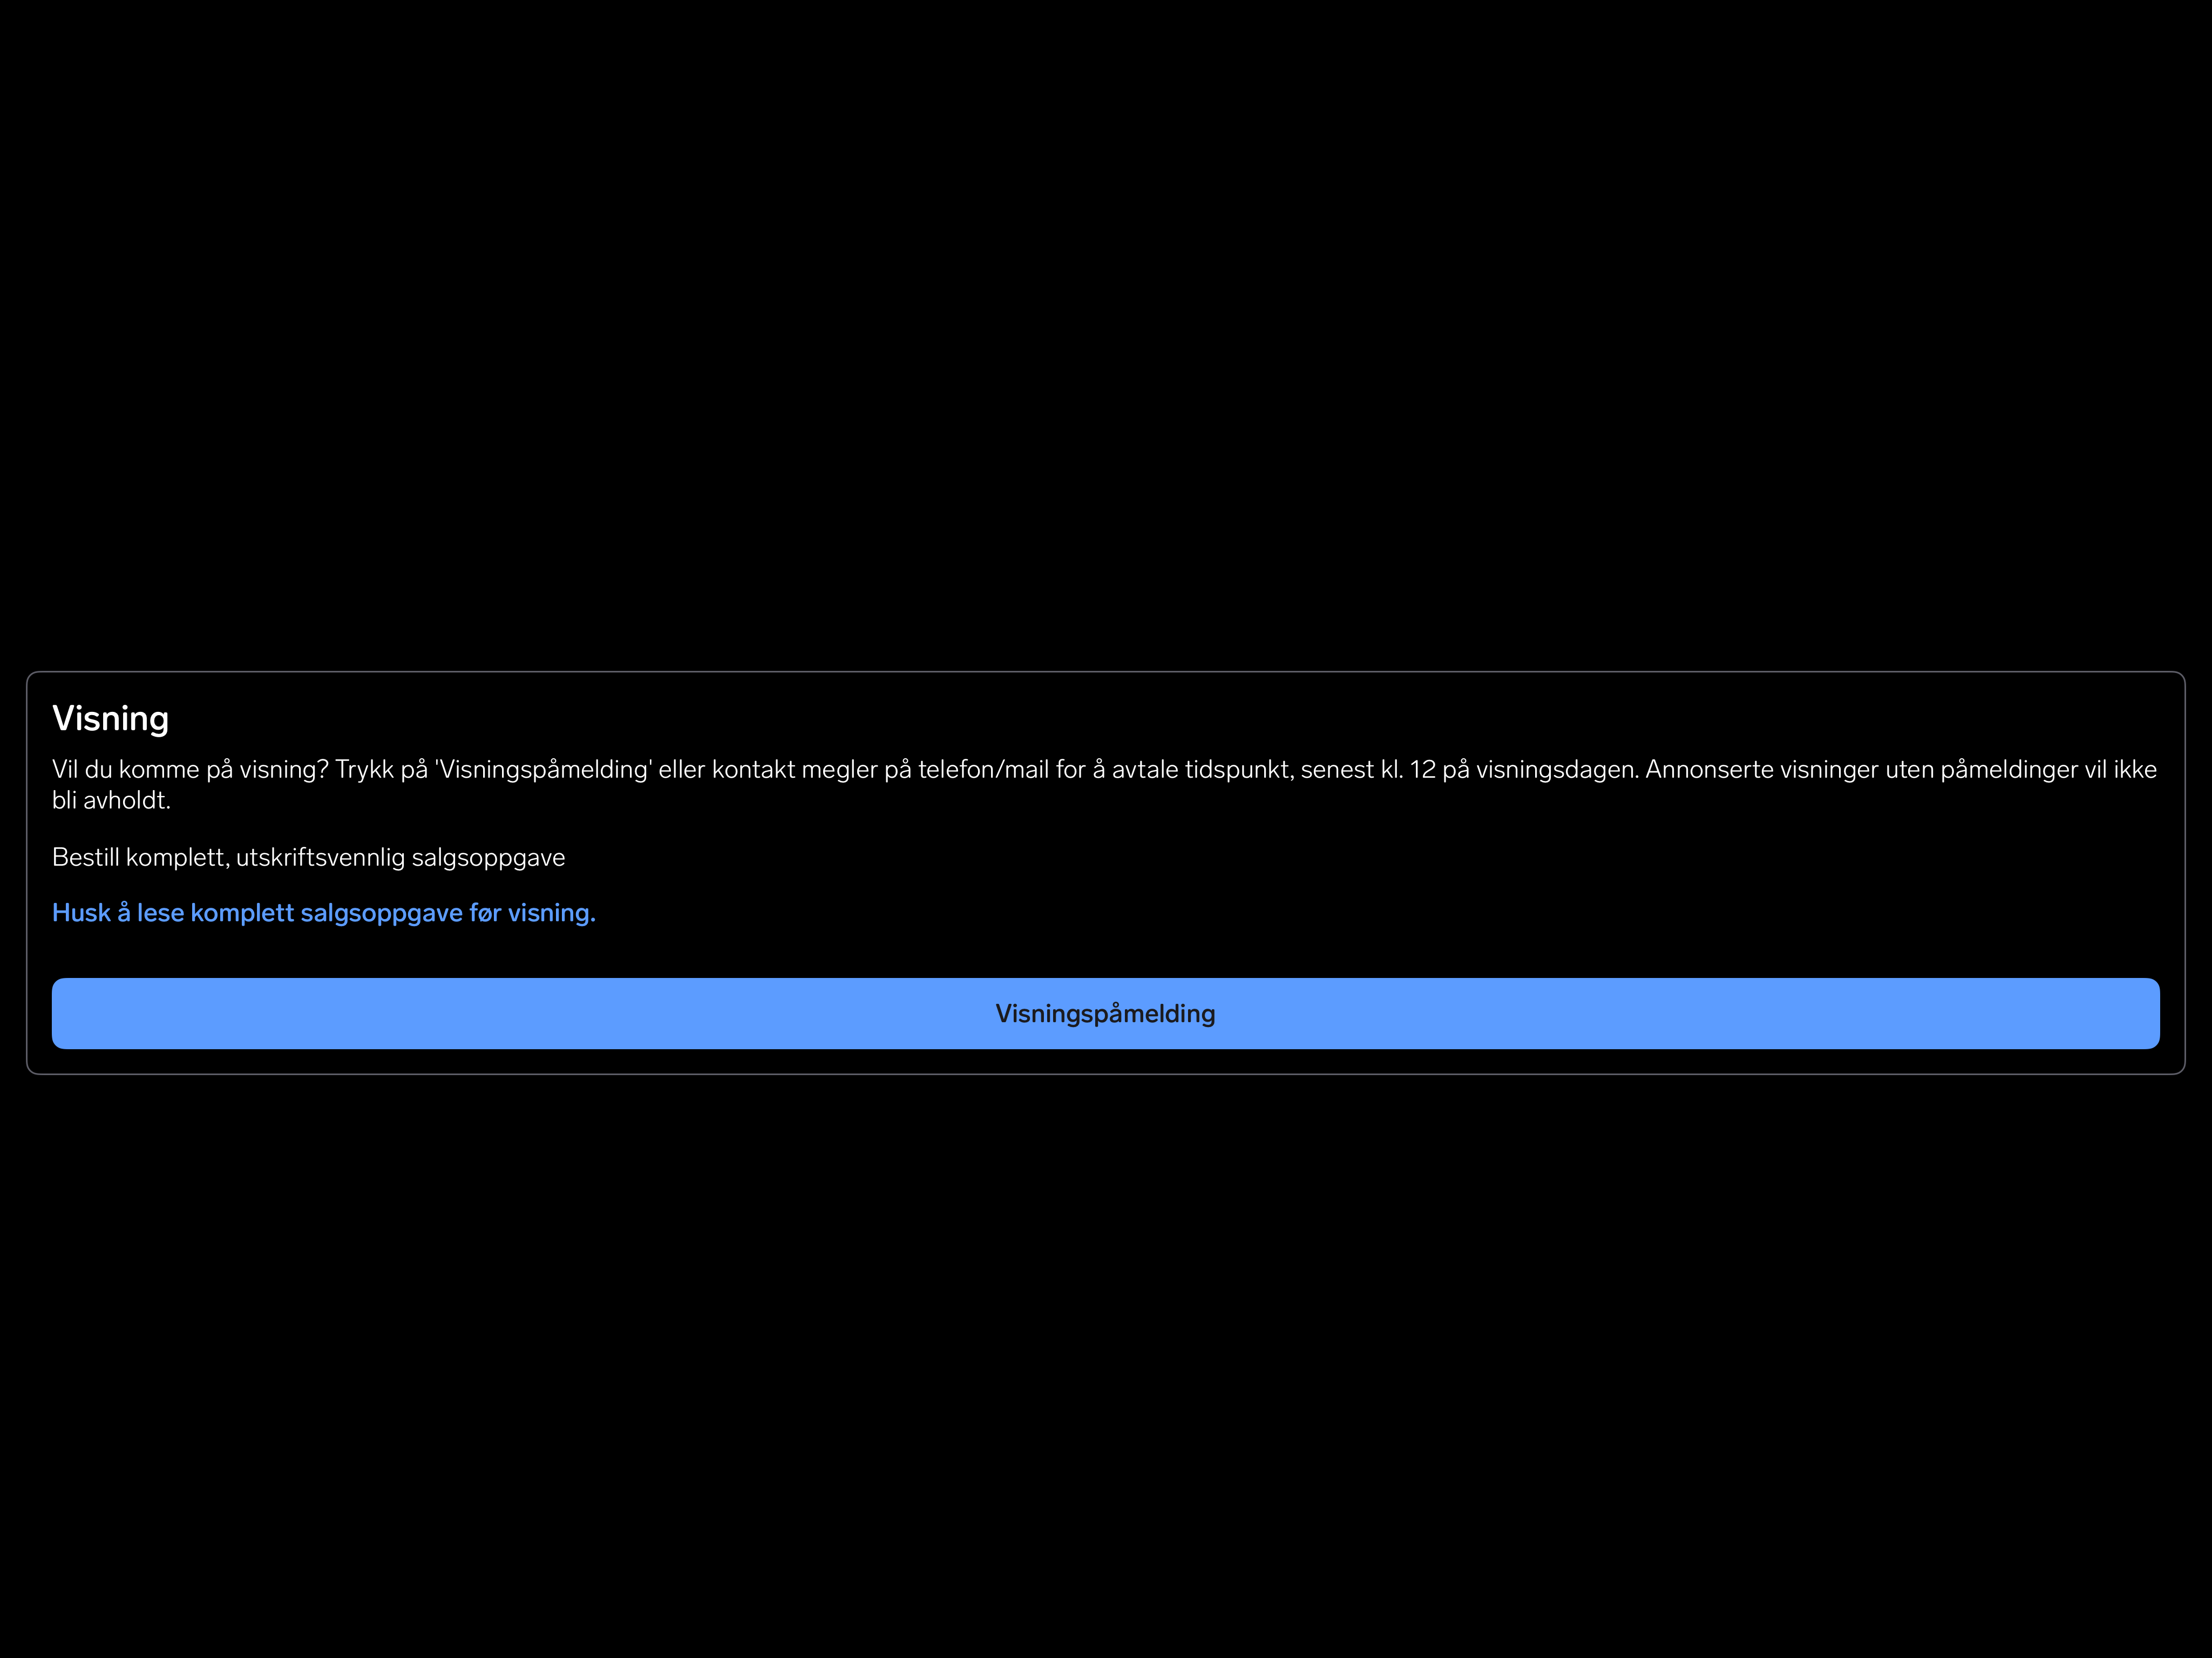 Visning
Vil du komme på visning? Trykk på 'Visningspåmelding' eller kontakt megler på telefon/mail for å avtale tidspunkt, senest kl. 12 på visningsdagen. Annonserte visninger uten påmeldinger vil ikke
bli avholdt.
Bestill komplett, utskriftsvennlig salgsoppgave
Husk å lese komplett salgsoppgave før visning.
Visningspåmelding